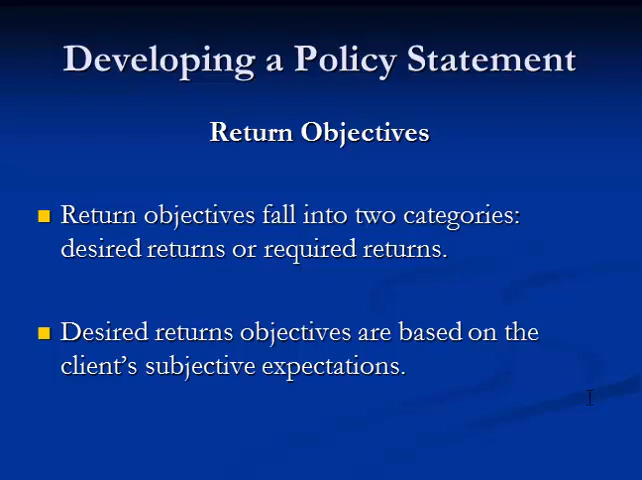 Developing a Policy Statement
Return Objectives
Return objectives fall into two categories:
desired returns or required returns.
Desired returns objectives are based on the
client's subjective expectations.